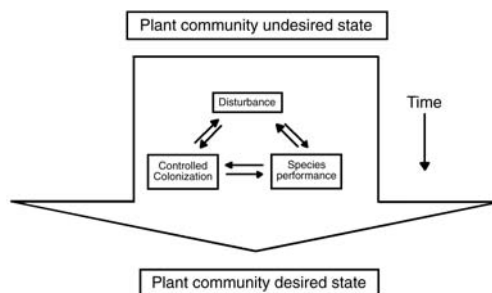 Plant community undesired state
Disturbance
Time
Controlled
Colonization
Species
performance
Plant community desired state